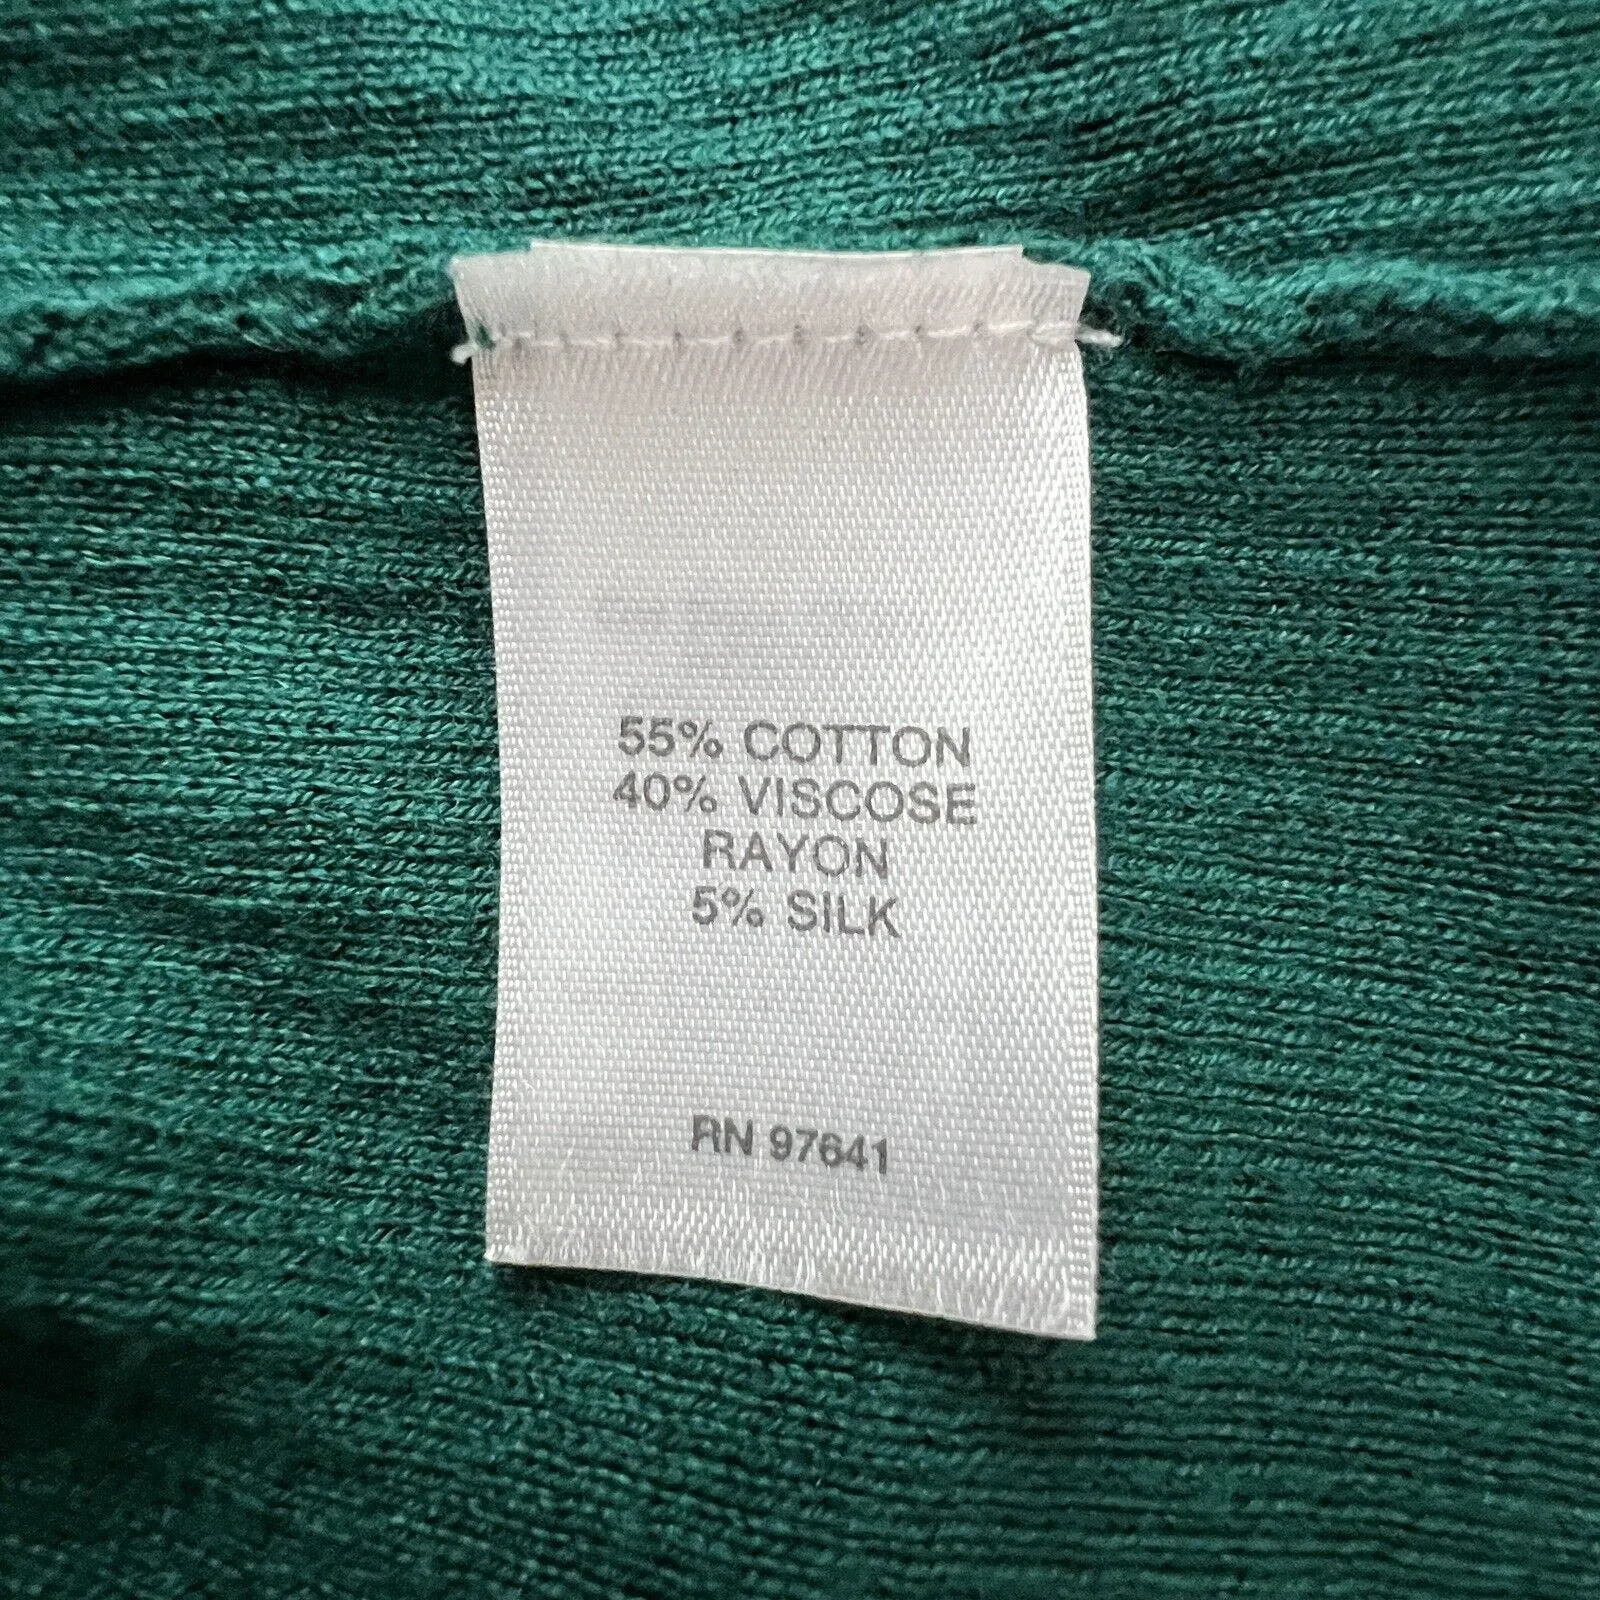 55% COTTON
40% VISCOSE
RAYON
5% SILK
RN 97641